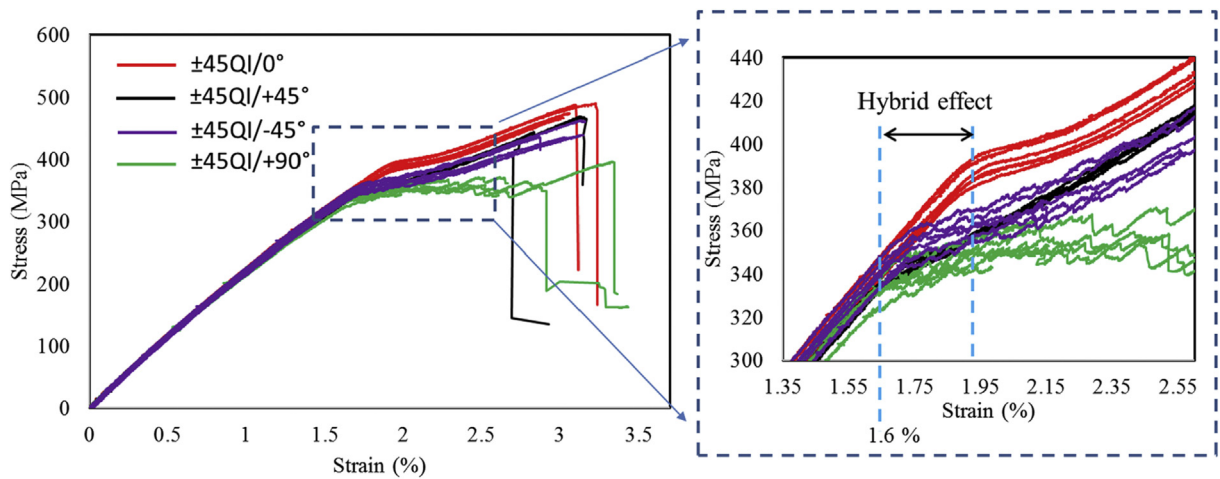 600
500
400
300
200
100
0
Stress (MPa)
±45QI/0°
±45QI/+45°
±45QI/-45°
±45QI/+90°
0 0.5 1 1.5 2 2.5 3 3.5
Strain (%)
440
420
400
380
360
340
320
300
Stress (MPa)
Hybrid effect
1.35 1.55 1.75 1.95 2.15 2.35 2.55
Strain (%)
1.6 %